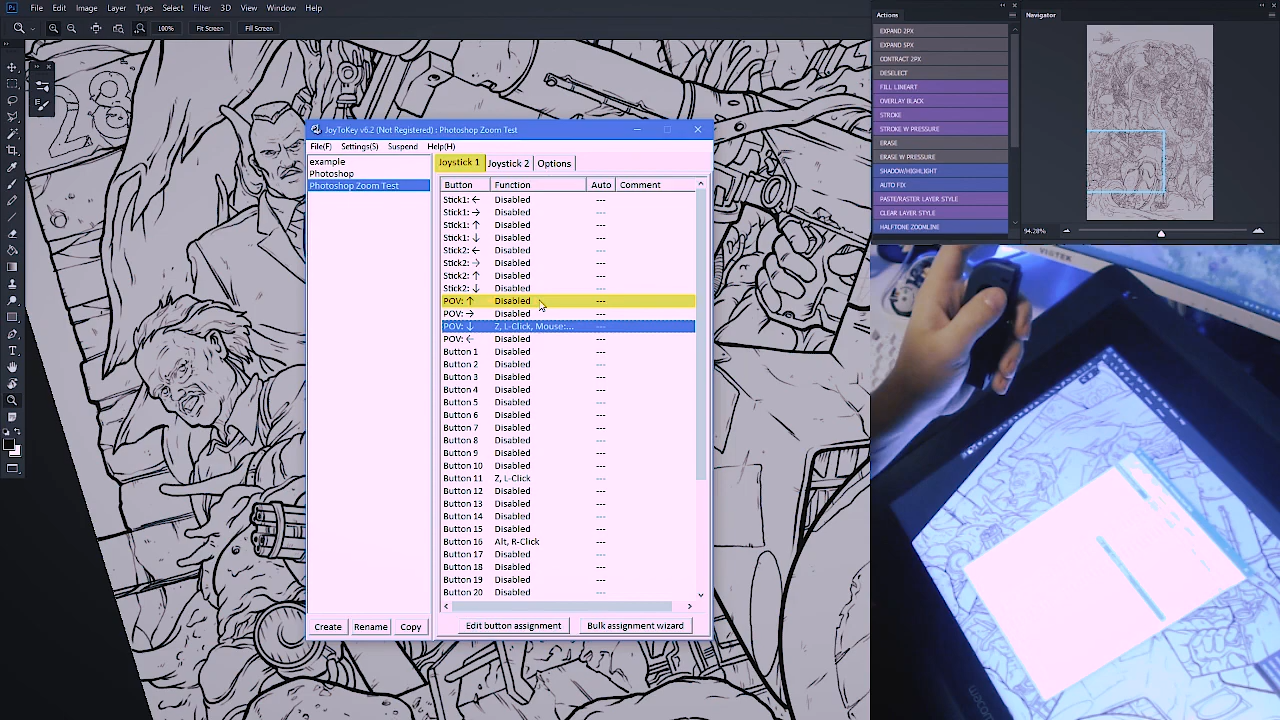 Ps File Edit Image Layer Type Select Filter 3D View Window Help
100% Fit Screen Fill Screen
28
JoyToKey v6.2 (Not Registered) : Photoshop Zoom Test
File(F) Settings(S) Suspend Help(H)
example
Photoshop
Photoshop Zoom Test
Create Rename Copy
Joystick 1 Joystick 2 Options
Button Function Auto Comment
Stick1: ← Disabled ---
Stick1: → Disabled ---
Stick1: ↑ Disabled ---
Stick1: ↓ Disabled ---
Stick2: ← Disabled ---
Stick2: → Disabled ---
Stick2: ↑ Disabled ---
Stick2: ↓ Disabled ---
POV: ↑ Disabled ---
POV: → Disabled ---
POV: ↓ Z, L-Click, Mouse:... ---
POV: ← Disabled ---
Button 1 Disabled ---
Button 2 Disabled ---
Button 3 Disabled ---
Button 4 Disabled ---
Button 5 Disabled ---
Button 6 Disabled ---
Button 7 Disabled ---
Button 8 Disabled ---
Button 9 Disabled ---
Button 10 Disabled ---
Button 11 Z, L-Click ---
Button 12 Disabled ---
Button 13 Disabled ---
Button 14 Disabled ---
Button 15 Disabled ---
Button 16 Alt, R-Click ---
Button 17 Disabled ---
Button 18 Disabled ---
Button 19 Disabled ---
Button 20 Disabled ---
Edit button assignment Bulk assignment wizard
Actions
EXPAND 2PX
EXPAND 5PX
CONTRACT 2PX
DESELECT
FILL LINEART
OVERLAY BLACK
STROKE
STROKE W PRESSURE
ERASE
ERASE W PRESSURE
SHADOW/HIGHLIGHT
AUTO FIX
PASTE/RASTER LAYER STYLE
CLEAR LAYER STYLE
HALFTONE ZOOMLINE
Navigator
94.28%
VIOTEK
wacom